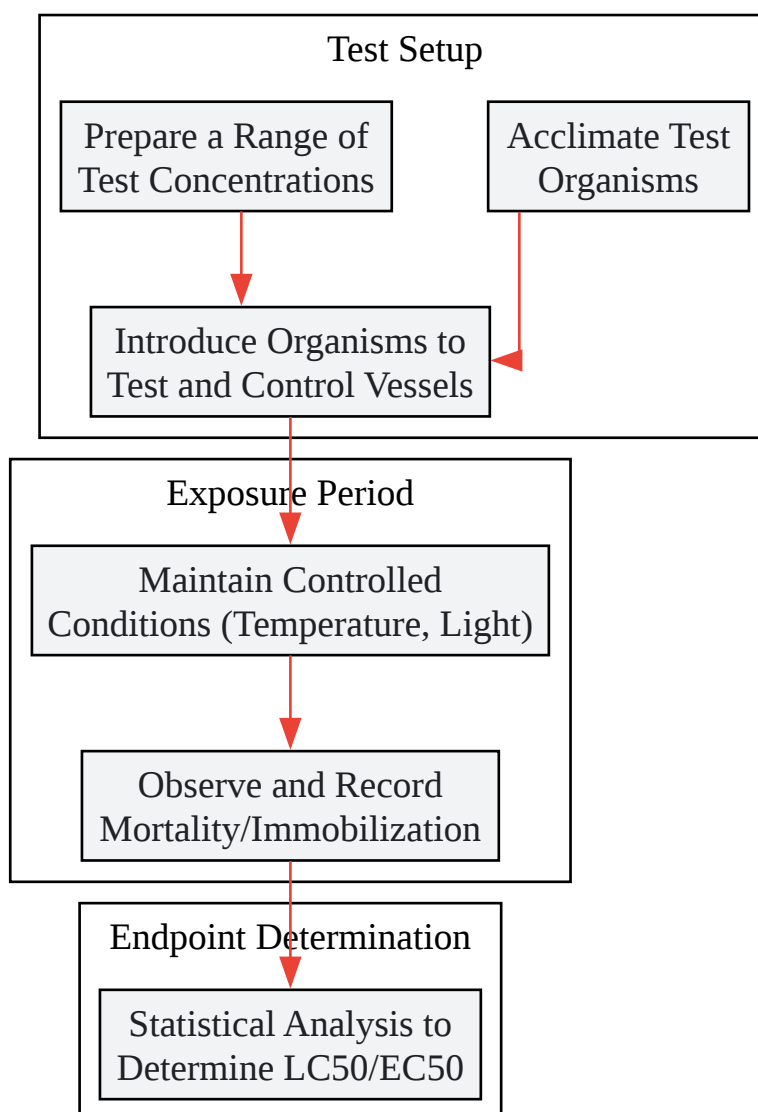 Test Setup
Prepare a Range of
Test Concentrations
Acclimate Test
Organisms
Introduce Organisms to
Test and Control Vessels
Exposure Period
Maintain Controlled
Conditions (Temperature, Light)
Observe and Record
Mortality/Immobilization
Endpoint Determination
Statistical Analysis to
Determine LC50/EC50